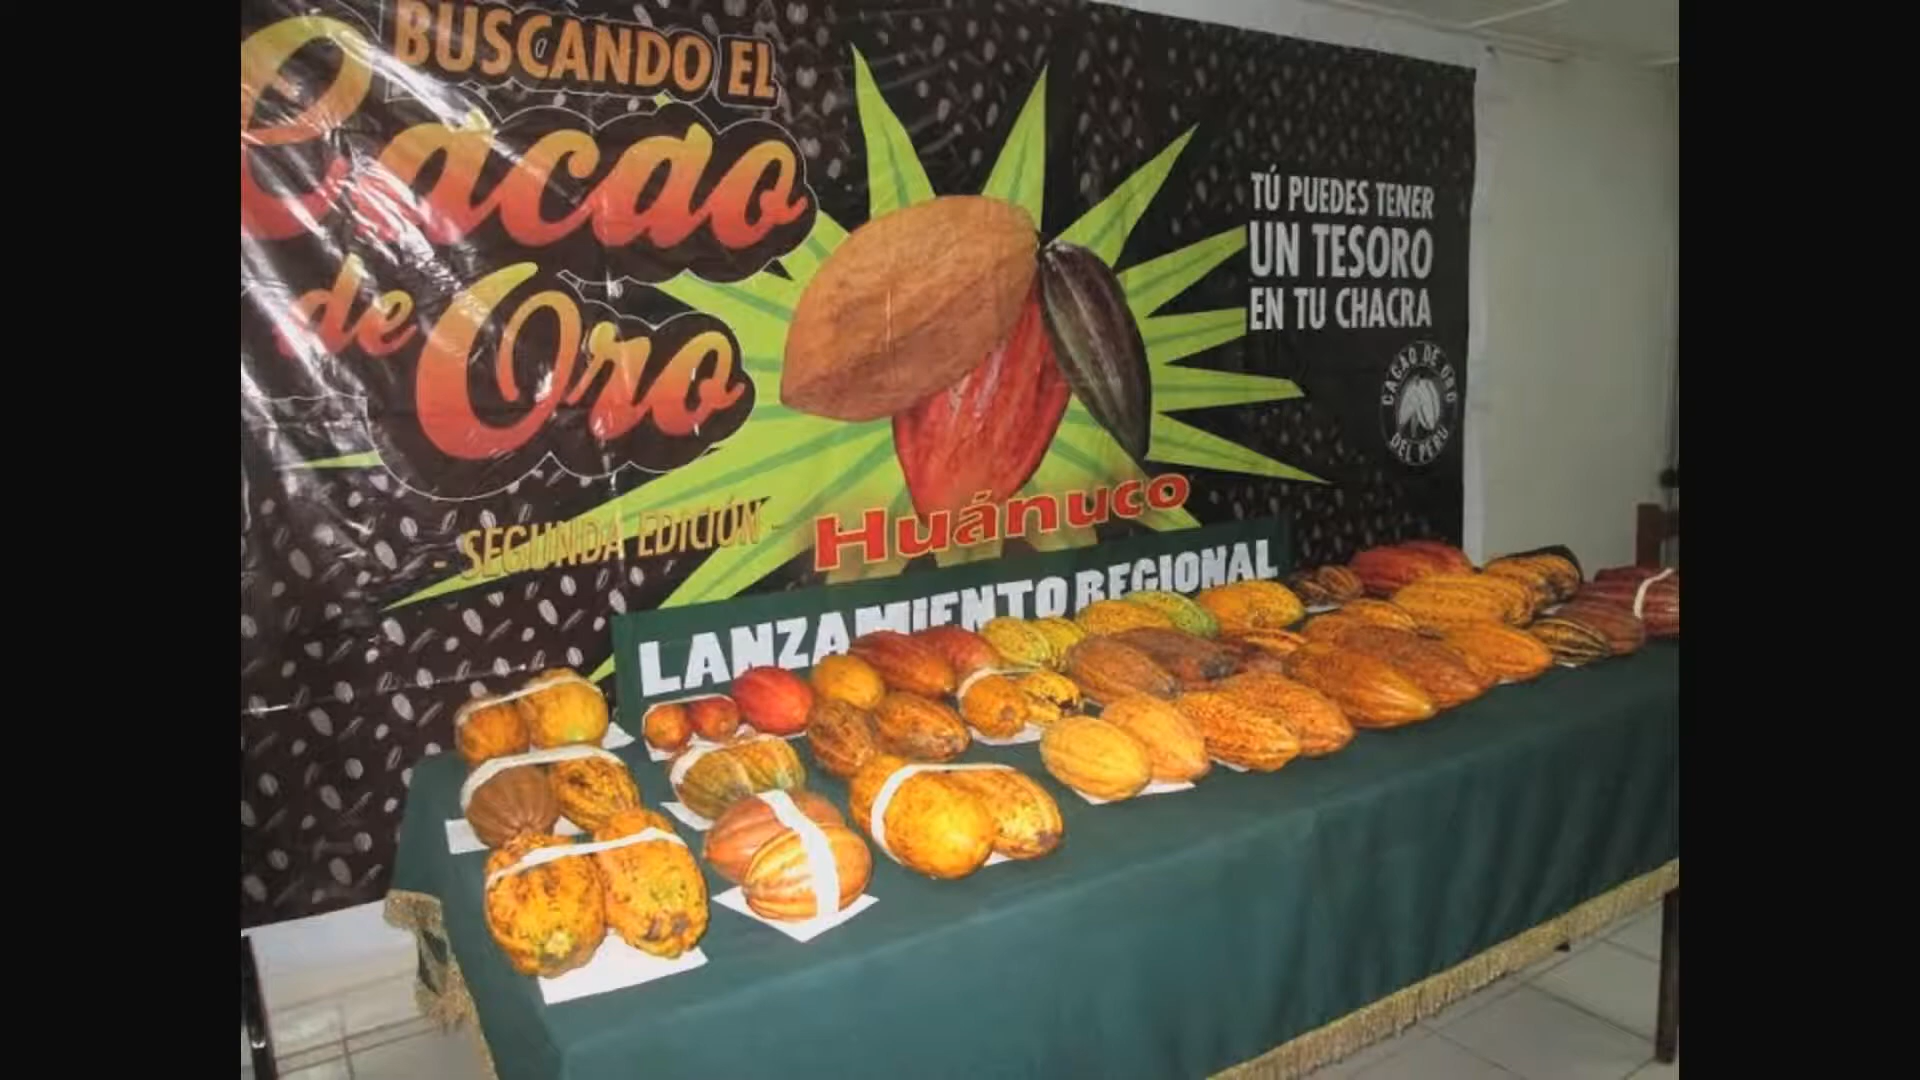 BUSCANDO EL
Cacao
de Oro
- SEGUNDA EDICIÓN -
Huánuco
LANZAMIENTO REGIONAL
TÚ PUEDES TENER
UN TESORO
EN TU CHACRA
CACAO DE ORO
DEL PERU